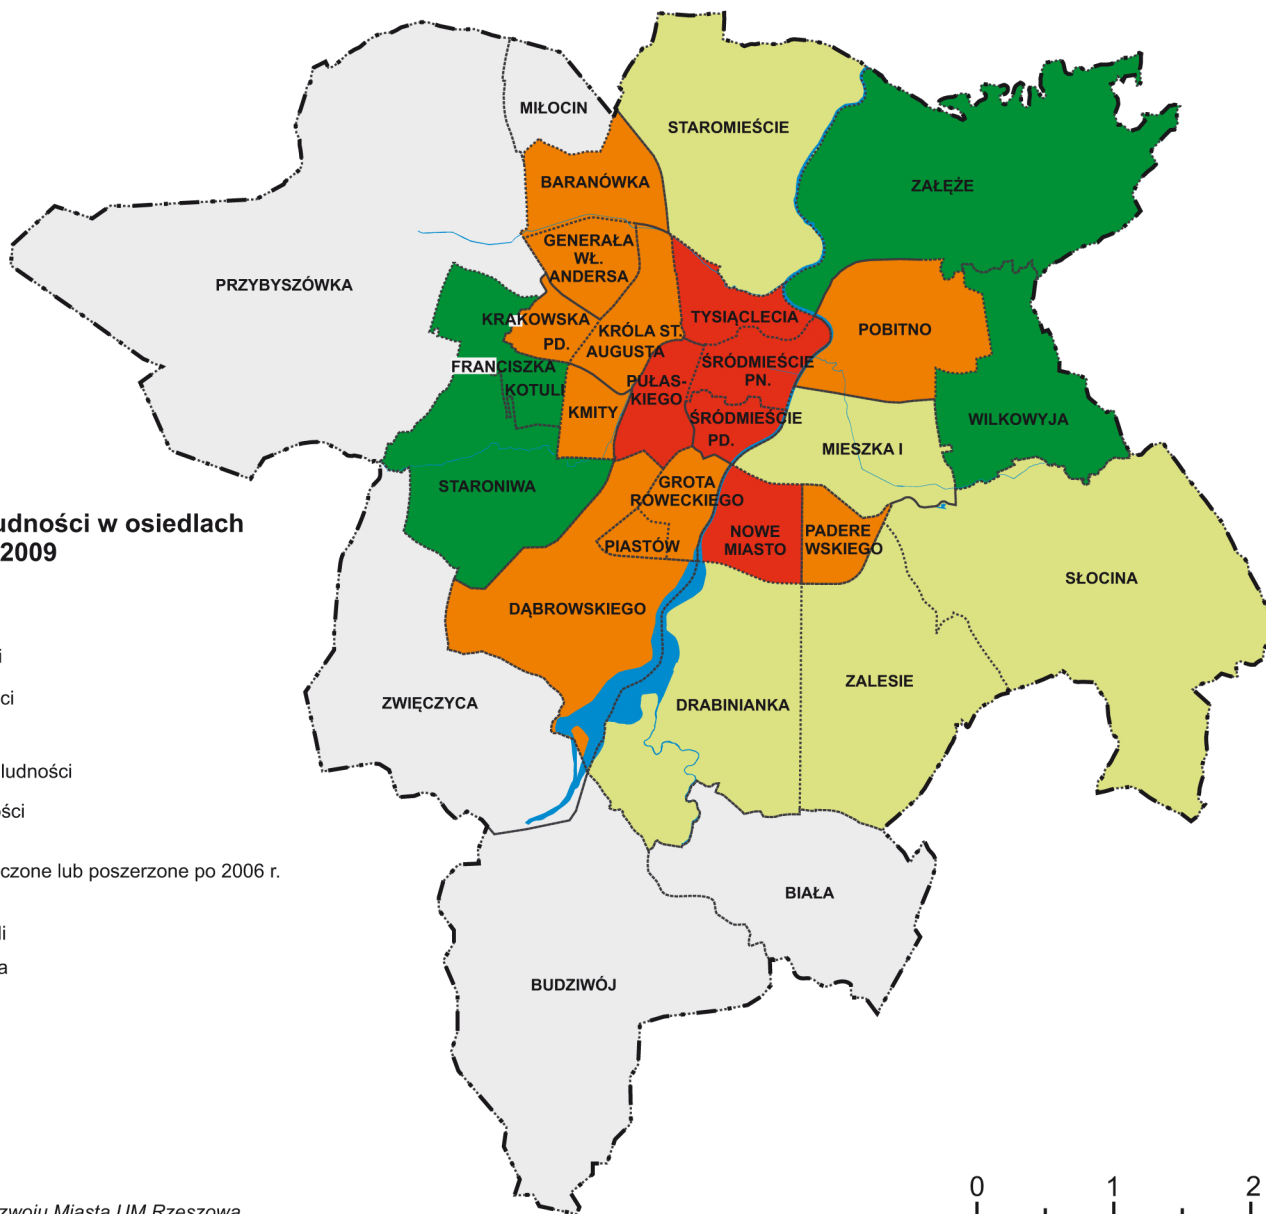 MIŁOCIN
STAROMIEŚCIE
BARANÓWKA
ZAŁĘŻE
GENERAŁA
WŁ.
ANDERSA
PRZYBYSZÓWKA
KRAKOWSKA
PD.
KRÓLA ST.
AUGUSTA
TYSIĄCLECIA
POBITNO
FRANCISZKA
KOTULI
PUŁAS-
KIEGO
ŚRÓDMIEŚCIE
PN.
KMITY
ŚRÓDMIEŚCIE
PD.
WILKOWYJA
MIESZKA I
STARONIWA
GROTA
ROWECKIEGO
udności w osiedlach
2009
NOWE
MIASTO
PADERE
WSKIEGO
PIASTÓW
SŁOCINA
DĄBROWSKIEGO
i
ci
ZWIĘCZYCA
DRABINIANKA
ZALESIE
ludności
ści
czone lub poszerzone po 2006 r.
BIAŁA
li
a
BUDZIWÓJ
0 1 2
zwoju Miasta UM Rzeszowa